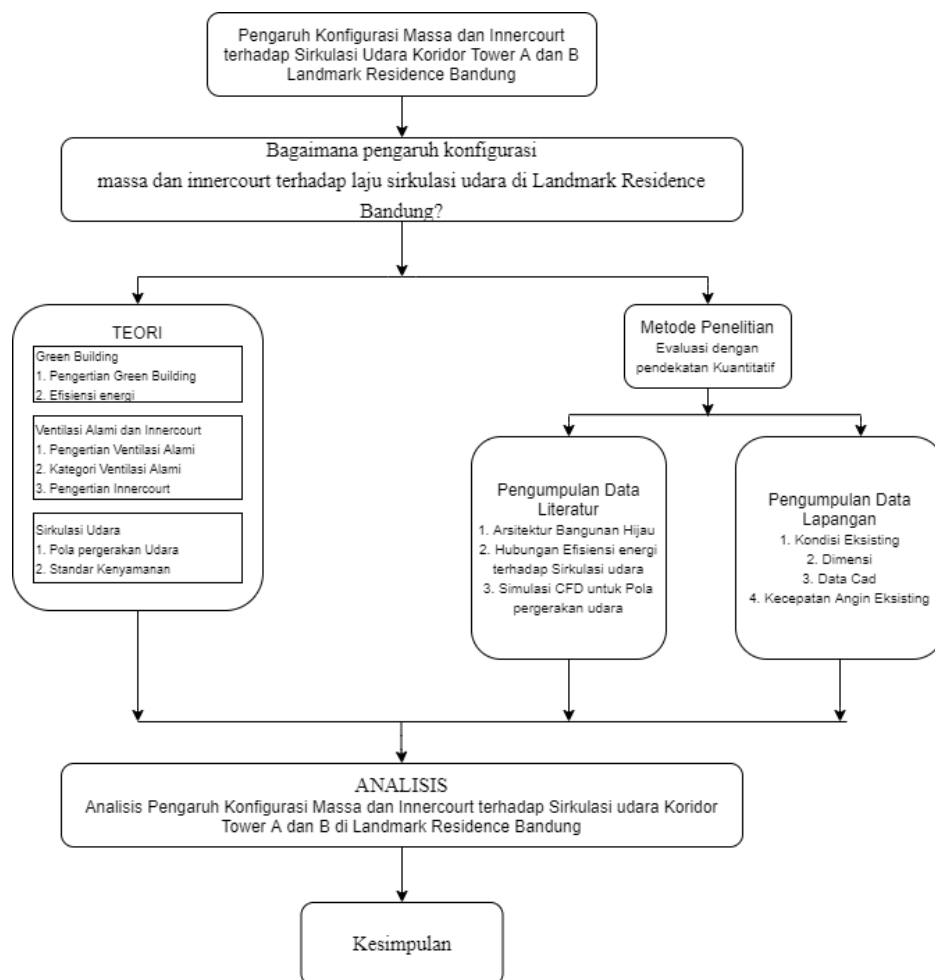 Pengaruh Konfigurasi Massa dan Innercourt
terhadap Sirkulasi Udara Koridor Tower A dan B
Landmark Residence Bandung
Bagaimana pengaruh konfigurasi
massa dan innercourt terhadap laju sirkulasi udara di Landmark Residence
Bandung?
TEORI
Green Building
1. Pengertian Green Building
2. Efisiensi energi
Ventilasi Alami dan Innercourt
1. Pengertian Ventilasi Alami
2. Kategori Ventilasi Alami
3. Pengertian Innercourt
Sirkulasi Udara
1. Pola pergerakan Udara
2. Standar Kenyamanan
Metode Penelitian
Evaluasi dengan
pendekatan Kuantitatif
Pengumpulan Data
Literatur
1. Arsitektur Bangunan Hijau
2. Hubungan Efisiensi energi
terhadap Sirkulasi udara
3. Simulasi CFD untuk Pola
pergerakan udara
Pengumpulan Data
Lapangan
1. Kondisi Eksisting
2. Dimensi
3. Data Cad
4. Kecepatan Angin Eksisting
ANALISIS
Analisis Pengaruh Konfigurasi Massa dan Innercourt terhadap Sirkulasi udara Koridor
Tower A dan B di Landmark Residence Bandung
Kesimpulan